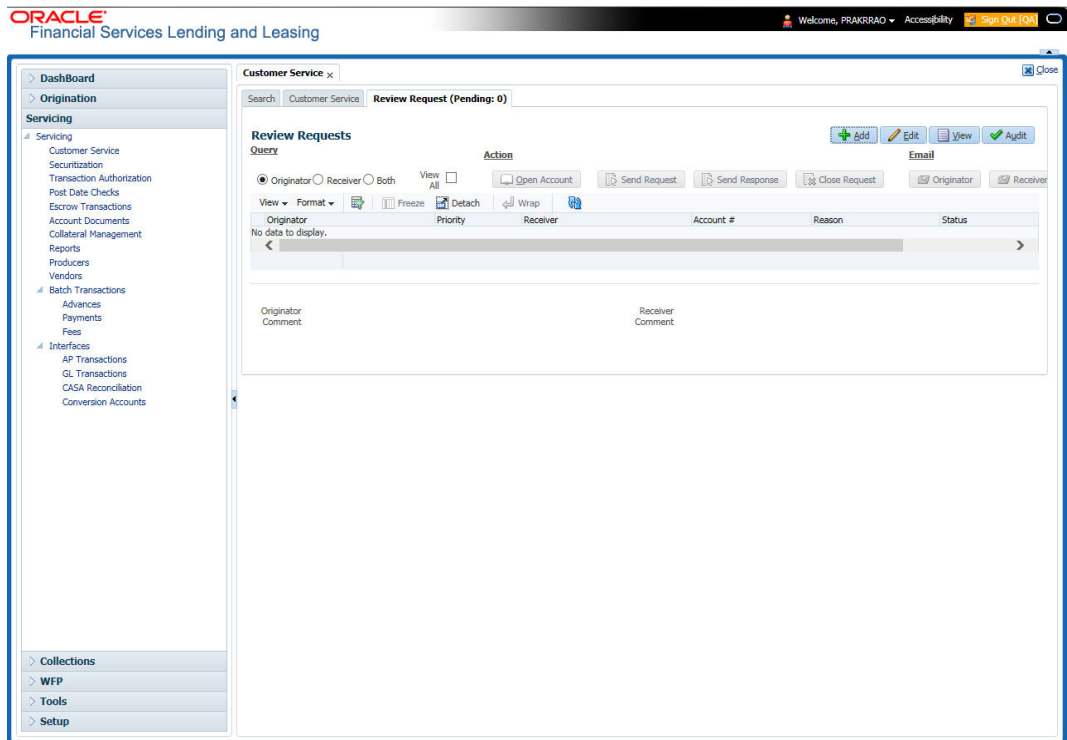 ORACLE
Financial Services Lending and Leasing
Welcome, PRAKRRAO Accessibility Sign Out [QA]
Close
DashBoard
Origination
Servicing
Servicing
Customer Service
Securitization
Transaction Authorization
Post Date Checks
Escrow Transactions
Account Documents
Collateral Management
Reports
Producers
Vendors
Batch Transactions
Advances
Payments
Fees
Interfaces
AP Transactions
GL Transactions
CASA Reconciliation
Conversion Accounts
Collections
WFP
Tools
Setup
Customer Service x
Search Customer Service Review Request (Pending: 0)
Review Requests
Add Edit View Audit
Query Action Email
Originator Receiver Both View All Open Account Send Request Send Response Close Request Originator Receiver
View Format Freeze Detach Wrap
Originator Priority Receiver Account # Reason Status
No data to display.
Originator Comment
Receiver Comment